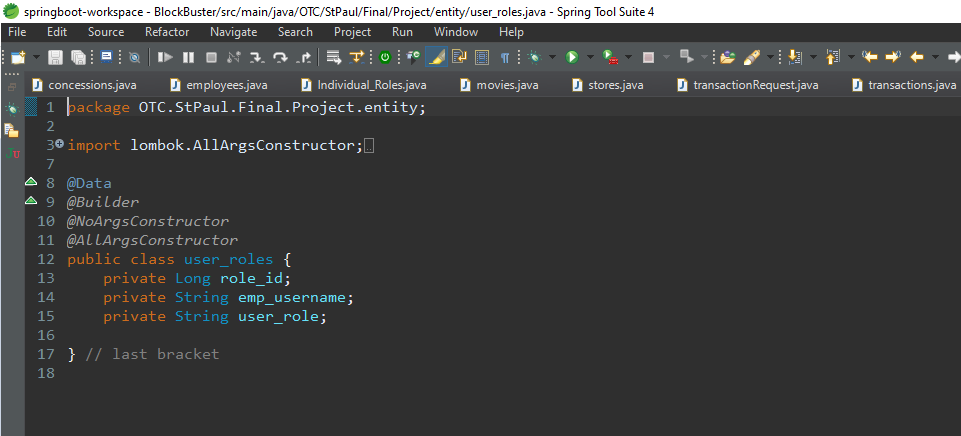 springboot-workspace - BlockBuster/src/main/java/OTC/StPaul/Final/Project/entity/user_roles.java - Spring Tool Suite 4
File Edit Source Refactor Navigate Search Project Run Window Help
concessions.java employees.java Individual_Roles.java movies.java stores.java transactionRequest.java transactions.java
1 package OTC.StPaul.Final.Project.entity;
2
3 import lombok.AllArgsConstructor;
7
8 @Data
9 @Builder
10 @NoArgsConstructor
11 @AllArgsConstructor
12 public class user_roles {
13 private Long role_id;
14 private String emp_username;
15 private String user_role;
16
17 } // last bracket
18